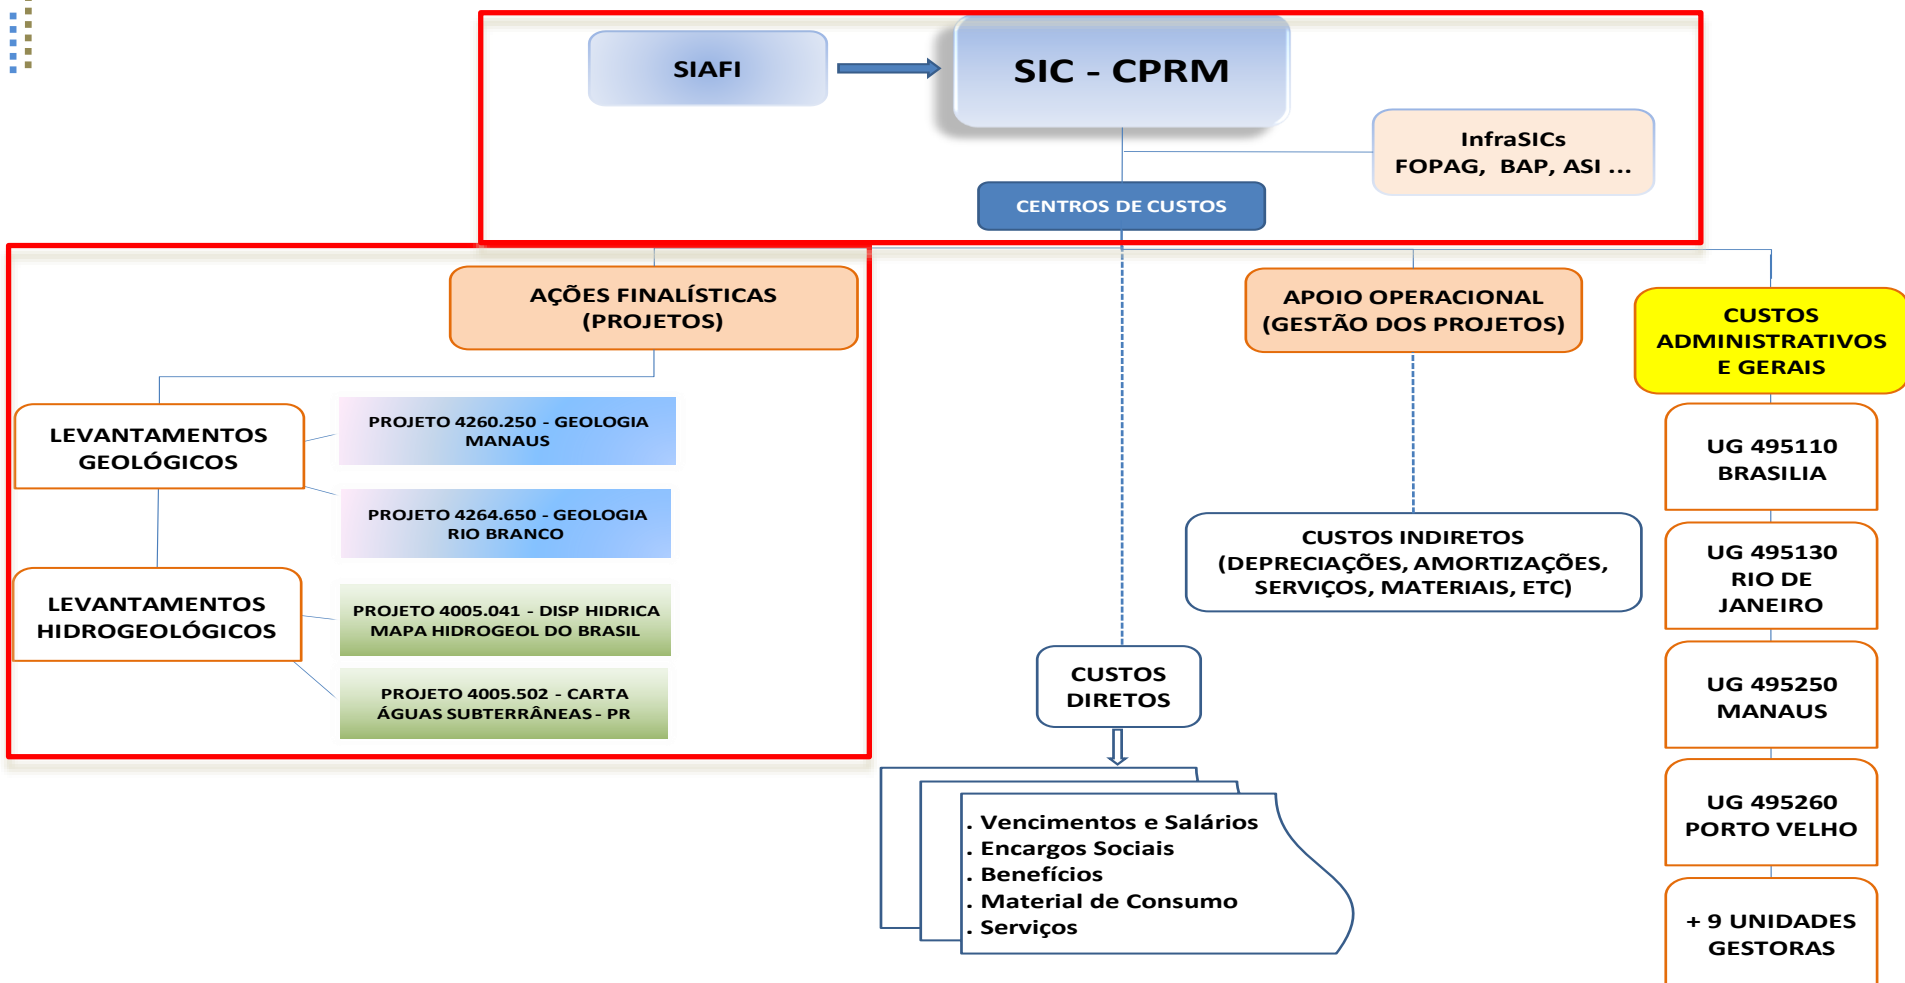 SIAFI
SIC - CPRM
InfraSICs
FOPAG, BAP, ASI ...
CENTROS DE CUSTOS
AÇÕES FINALÍSTICAS
(PROJETOS)
APOIO OPERACIONAL
(GESTÃO DOS PROJETOS)
CUSTOS
ADMINISTRATIVOS
E GERAIS
LEVANTAMENTOS
GEOLÓGICOS
PROJETO 4260.250 - GEOLOGIA
MANAUS
PROJETO 4264.650 - GEOLOGIA
RIO BRANCO
LEVANTAMENTOS
HIDROGEOLÓGICOS
PROJETO 4005.041 - DISP HIDRICA
MAPA HIDROGEOL DO BRASIL
PROJETO 4005.502 - CARTA
ÁGUAS SUBTERRÂNEAS - PR
CUSTOS INDIRETOS
(DEPRECIAÇÕES, AMORTIZAÇÕES,
SERVIÇOS, MATERIAIS, ETC)
CUSTOS
DIRETOS
. Vencimentos e Salários
. Encargos Sociais
. Benefícios
. Material de Consumo
. Serviços
UG 495110
BRASILIA
UG 495130
RIO DE
JANEIRO
UG 495250
MANAUS
UG 495260
PORTO VELHO
+ 9 UNIDADES
GESTORAS